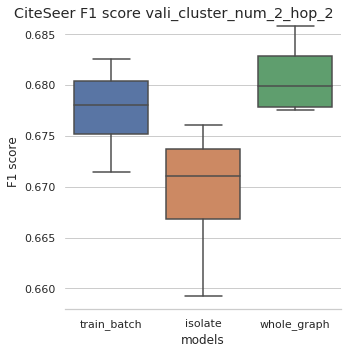 CiteSeer F1 score vali_cluster_num_2_hop_2
0.685
0.680
0.675
0.670
0.665
0.660
F1 score
train_batch
isolate
whole_graph
models